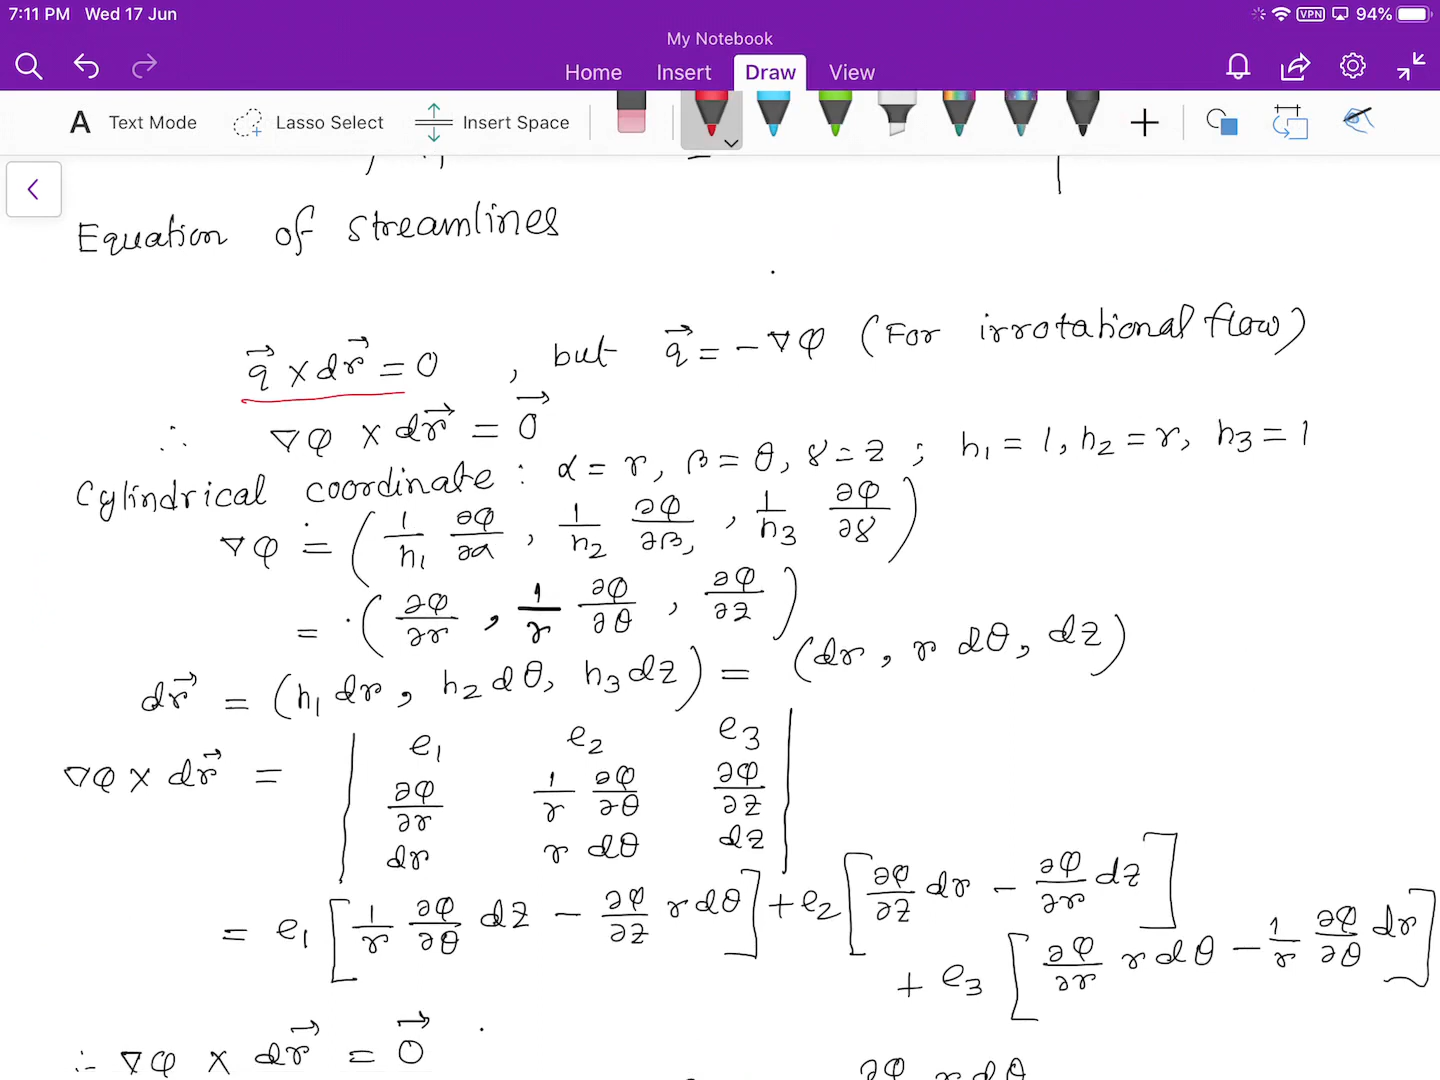 7:11 PM Wed 17 Jun VPN 94%
My Notebook
Home Insert Draw View
A Text Mode Lasso Select Insert Space
Equation of streamlines
q⃗ × dr⃗ = 0 , but q⃗ = − ∇φ (For irrotational flow)
∴ ∇φ × dr⃗ = 0⃗
Cylindrical coordinate : α = r, β = θ, γ = z ; h₁ = 1, h₂ = r, h₃ = 1
∇φ = (1/h₁ ∂φ/∂α , 1/h₂ ∂φ/∂β , 1/h₃ ∂φ/∂γ)
= (∂φ/∂r , 1/r ∂φ/∂θ , ∂φ/∂z)
dr⃗ = (h₁ dr , h₂ dθ, h₃ dz) = (dr , r dθ, dz)
∇φ × dr⃗ = | e₁ e₂ e₃ |
| ∂φ/∂r 1/r ∂φ/∂θ ∂φ/∂z |
| dr r dθ dz |
= e₁ [1/r ∂φ/∂θ dz − ∂φ/∂z r dθ] + e₂ [∂φ/∂z dr − ∂φ/∂r dz]
+ e₃ [∂φ/∂r r dθ − 1/r ∂φ/∂θ dr]
∴ ∇φ × dr⃗ = 0⃗
∂φ r dθ